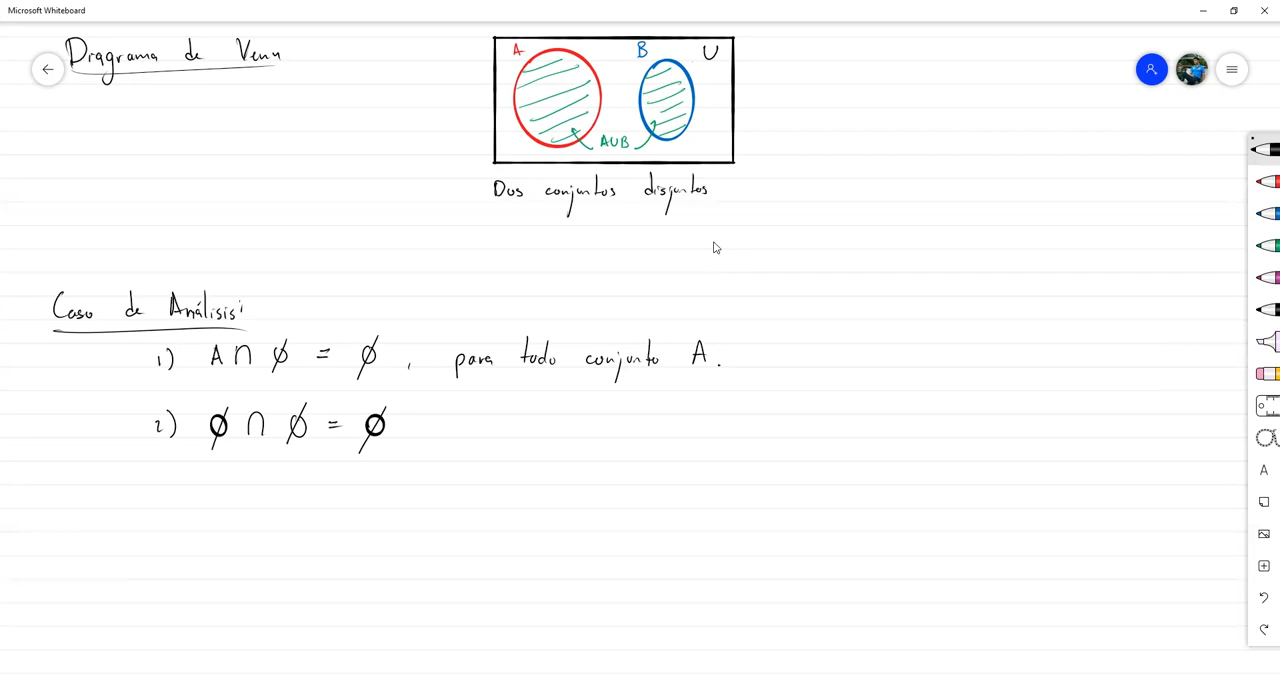 Microsoft Whiteboard
Diagrama de Venn
A B U
AUB
Dos conjuntos disjuntos
Caso de Análisis:
1) A ∩ ∅ = ∅, para todo conjunto A.
2) ∅ ∩ ∅ = ∅
A